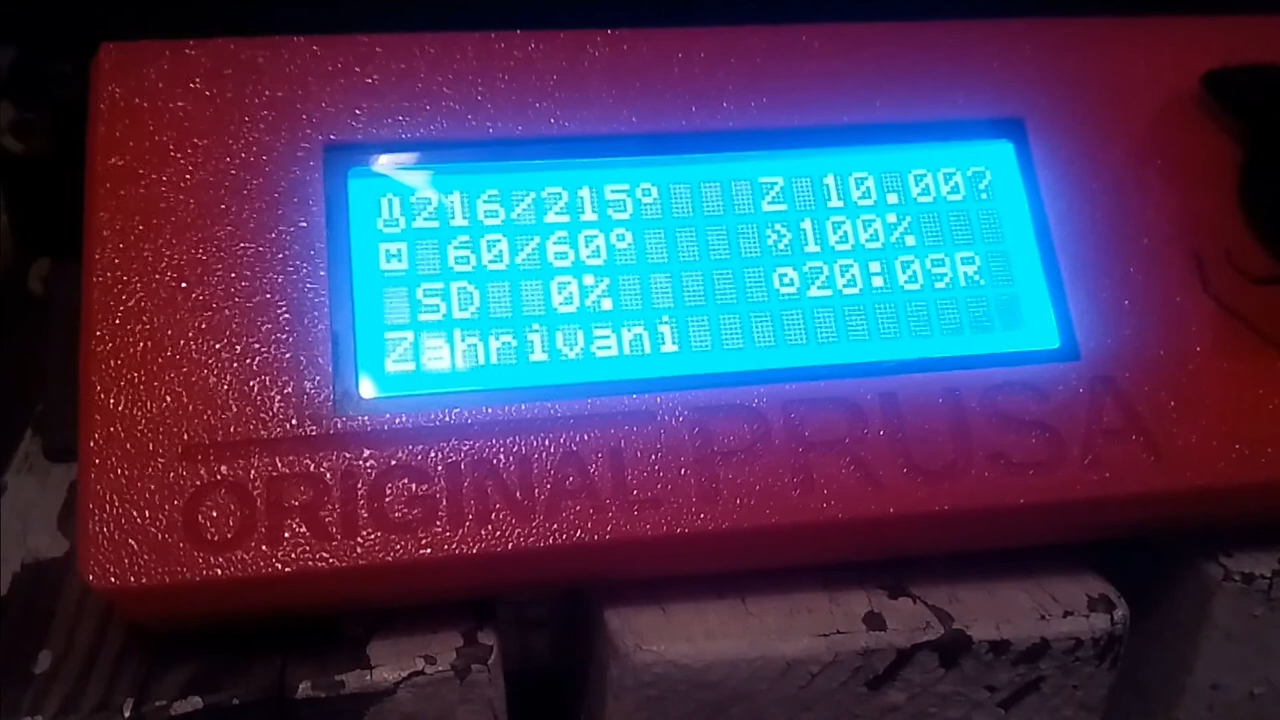 216/215° Z 10.00?
60/60° 100%
SD 0% 20:09R
Zahrivani
ORIGINAL PRUSA